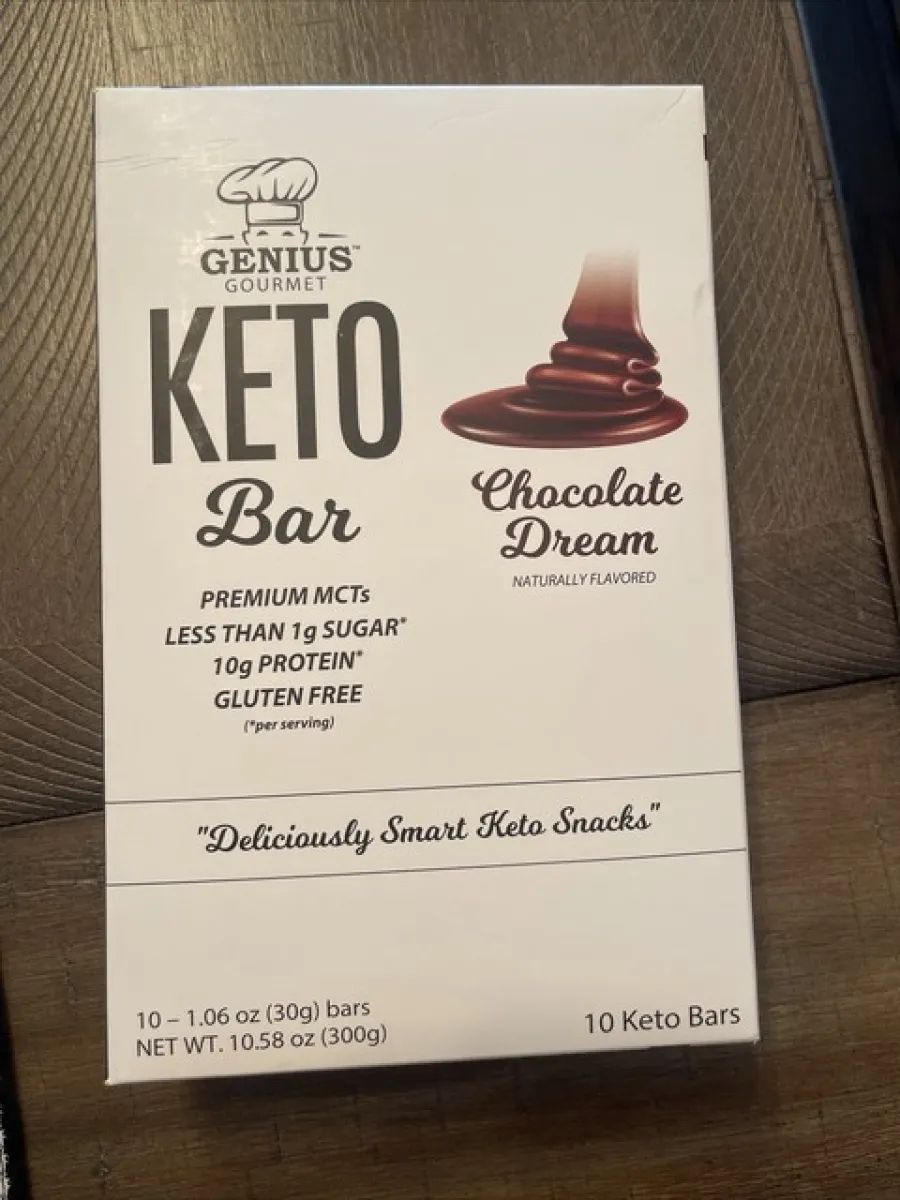 GENIUS™
GOURMET
KETO
Bar
PREMIUM MCTs
LESS THAN 1g SUGAR*
10g PROTEIN*
GLUTEN FREE
(*per serving)
Chocolate
Dream
NATURALLY FLAVORED
"Deliciously Smart Keto Snacks"
10 – 1.06 oz (30g) bars
NET WT. 10.58 oz (300g)
10 Keto Bars